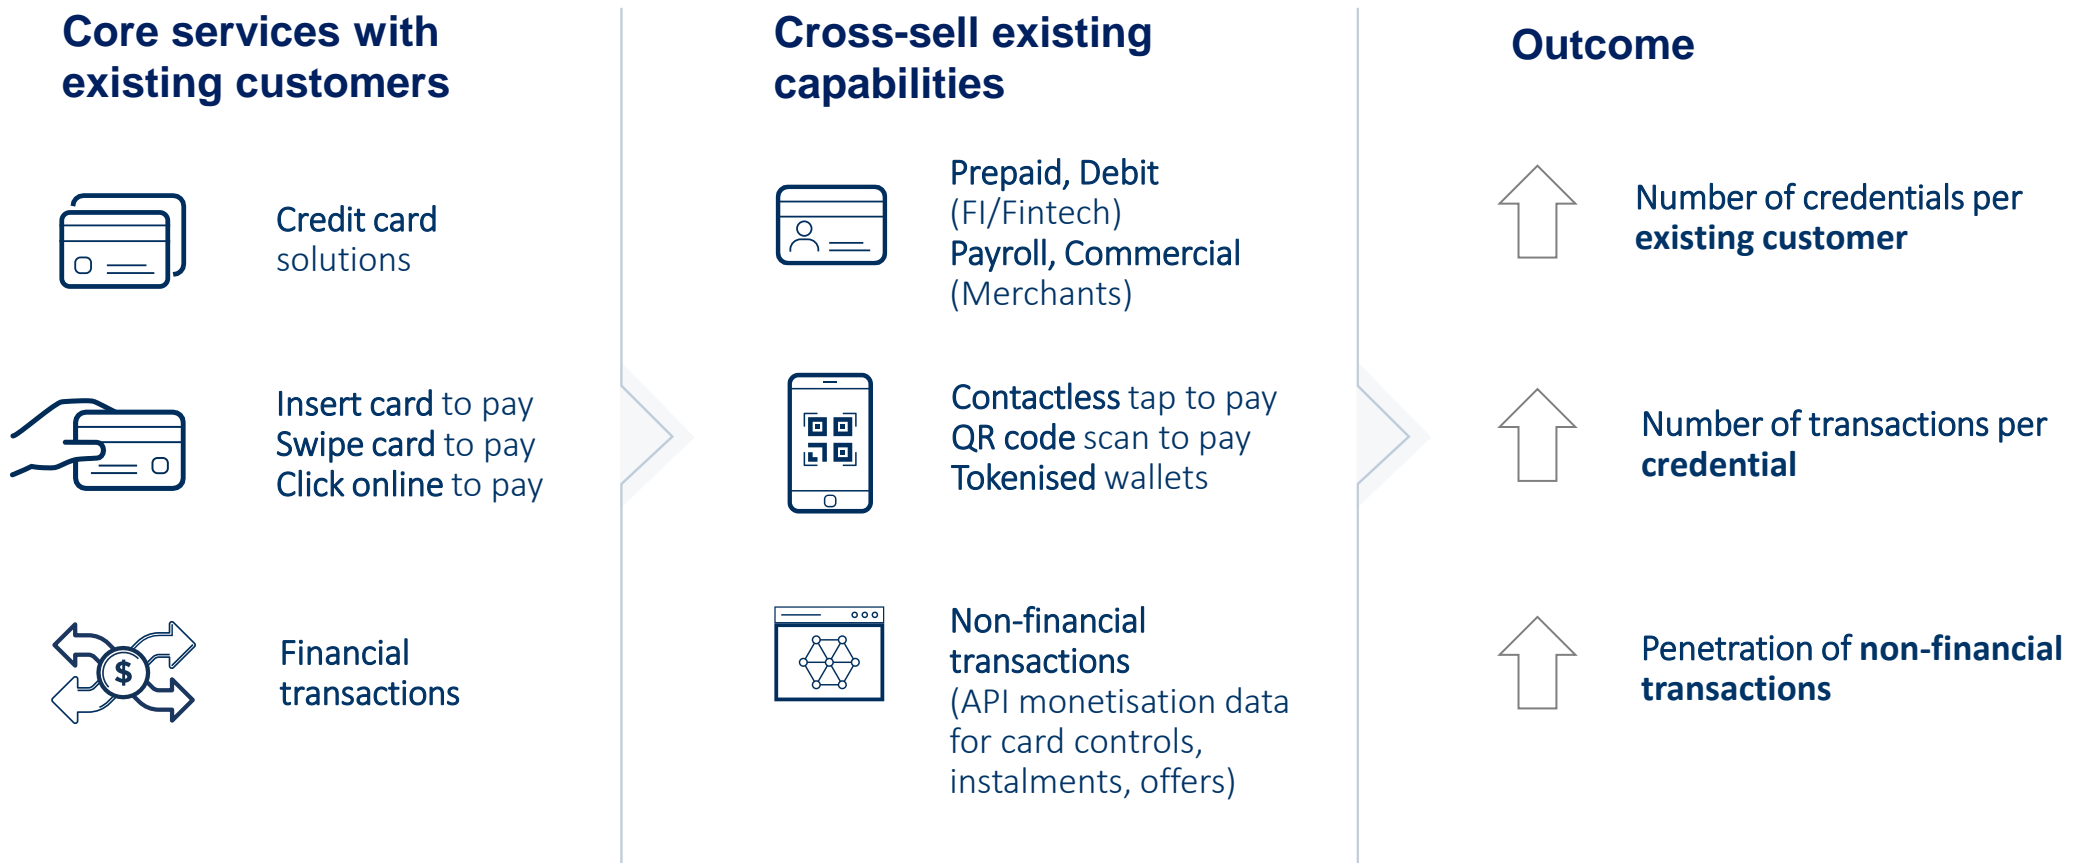 Core services with
existing customers
Credit card
solutions
Insert card to pay
Swipe card to pay
Click online to pay
$
Financial
transactions
Cross-sell existing
capabilities
Prepaid, Debit
(FI/Fintech)
Payroll, Commercial
(Merchants)
Contactless tap to pay
QR code scan to pay
Tokenised wallets
Non-financial
transactions
(API monetisation data
for card controls,
instalments, offers)
Outcome
Number of credentials per
existing customer
Number of transactions per
credential
Penetration of non-financial
transactions